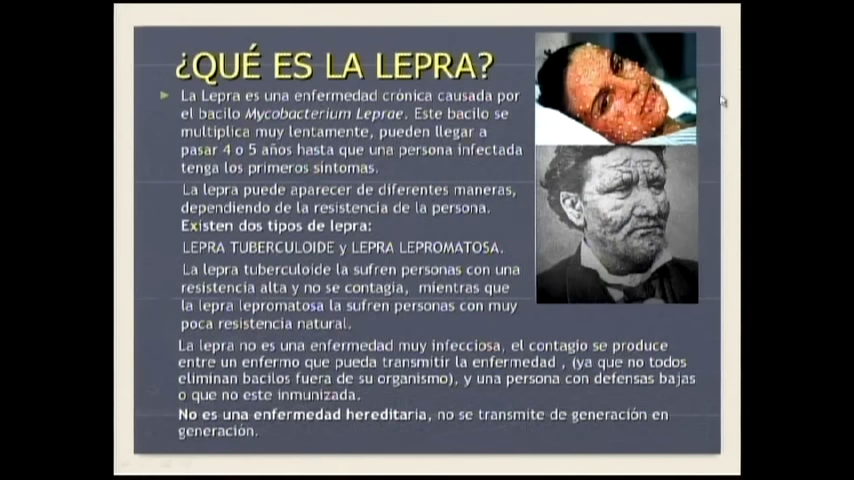 ¿QUÉ ES LA LEPRA?
La Lepra es una enfermedad crónica causada por
el bacilo Mycobacterium Leprae. Este bacilo se
multiplica muy lentamente, pueden llegar a
pasar 4 o 5 años hasta que una persona infectada
tenga los primeros síntomas.
La lepra puede aparecer de diferentes maneras,
dependiendo de la resistencia de la persona.
Existen dos tipos de lepra:
LEPRA TUBERCULOIDE y LEPRA LEPROMATOSA.
La lepra tuberculoide la sufren personas con una
resistencia alta y no se contagia, mientras que
la lepra lepromatosa la sufren personas con muy
poca resistencia natural.
La lepra no es una enfermedad muy infecciosa, el contagio se produce
entre un enfermo que pueda transmitir la enfermedad , (ya que no todos
eliminan bacilos fuera de su organismo), y una persona con defensas bajas
o que no este inmunizada.
No es una enfermedad hereditaria, no se transmite de generación en
generación.